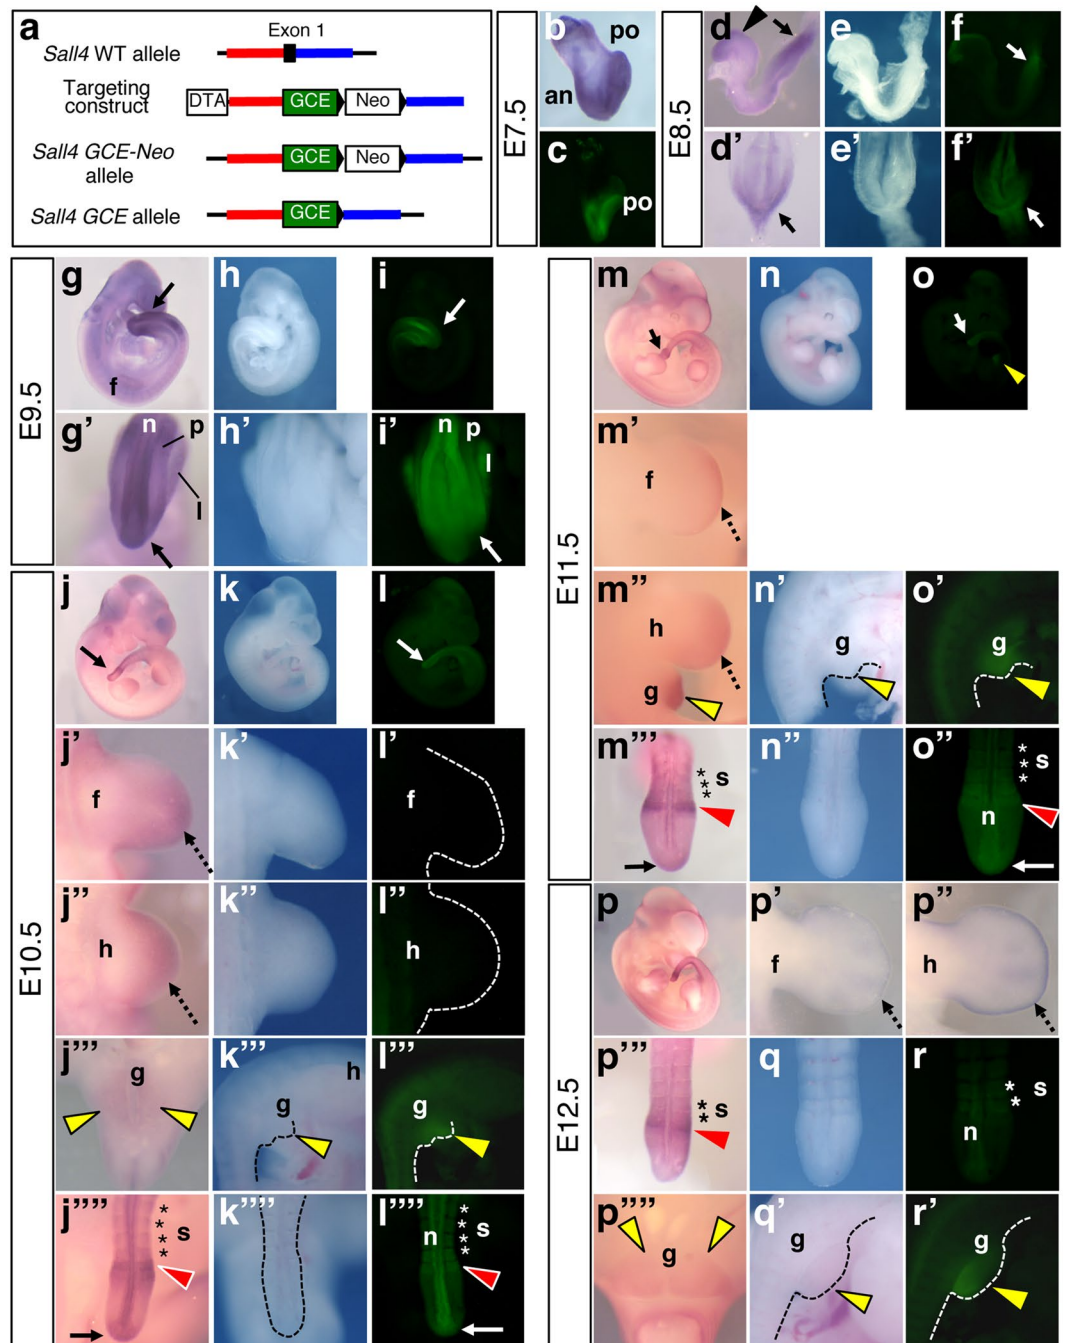 a
Exon 1
Sall4 WT allele
Targeting
construct
DTA
GCE
Neo
Sall4 GCE-Neo
allele
GCE
Neo
Sall4 GCE allele
GCE
E7.5
b
po
an
c
po
E8.5
d
e
f
d’
e’
f’
E9.5
g
f
h
i
g’
n
p
l
h’
i’
n
p
l
E10.5
j
k
l
j’
f
k’
l’
f
j’’
h
k’’
l’’
h
j’’’
g
k’’’
h
g
l’’’
g
j’’’’
****
s
k’’’’
l’’’’
n
****
s
E11.5
m
n
o
m’
f
m’’
h
g
n’
g
o’
g
m’’’
***
s
n’’
o’’
***
s
n
E12.5
p
p’
f
p’’
h
p’’’
**
s
q
r
**
s
n
p’’’’
g
q’
g
r’
g